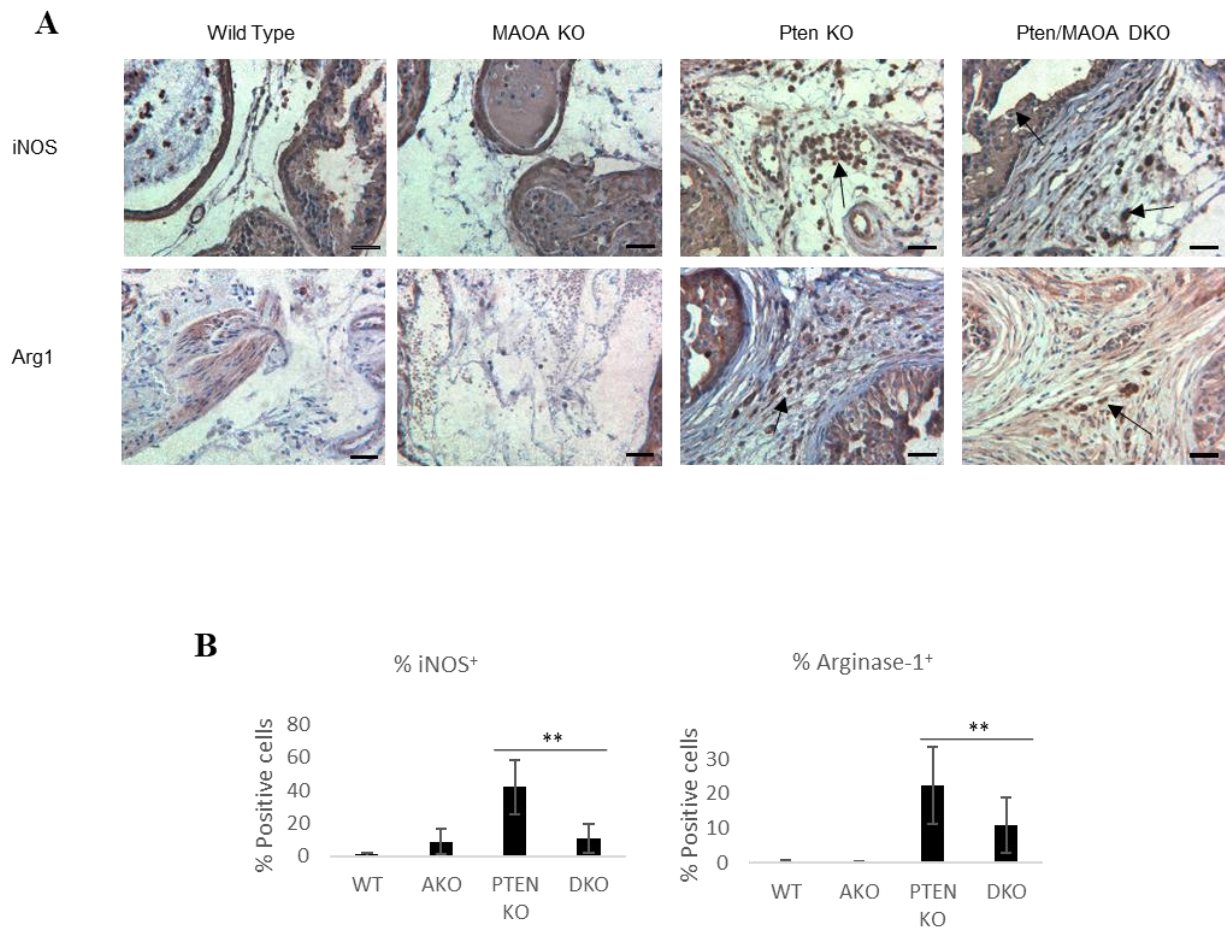 A
Wild Type MAOA KO Pten KO Pten/MAOA DKO
iNOS
Arg1
B
% iNOS⁺
% Positive cells
80
60
40
20
0
**
WT AKO PTEN KO DKO
% Arginase-1⁺
% Positive cells
30
20
10
0
**
WT AKO PTEN KO DKO